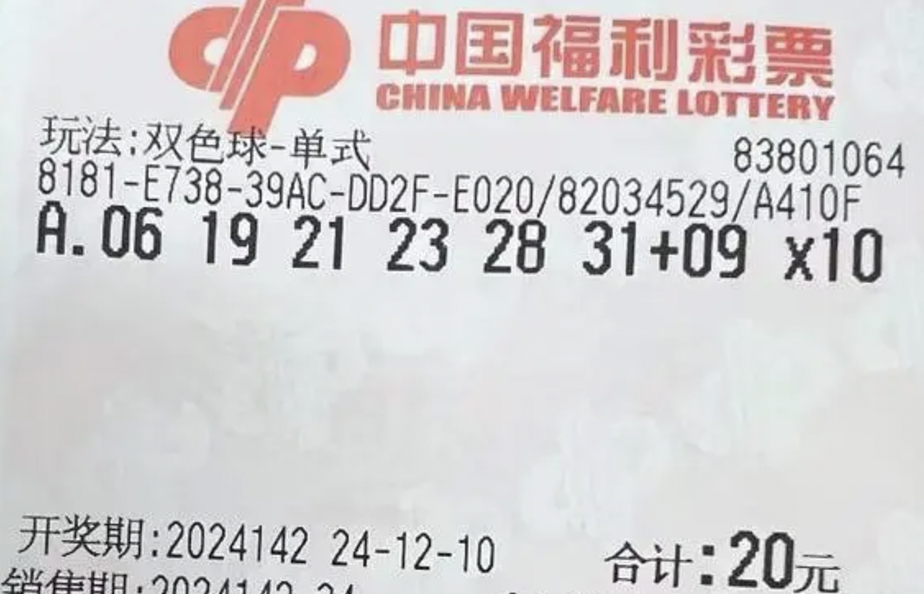 中国福利彩票
CHINA WELFARE LOTTERY
玩法:双色球-单式 83801064
8181-E738-39AC-DD2F-E020/82034529/A410F
A.06 19 21 23 28 31+09 x10
开奖期:2024142 24-12-10 合计:20元
销售期:2024142 24